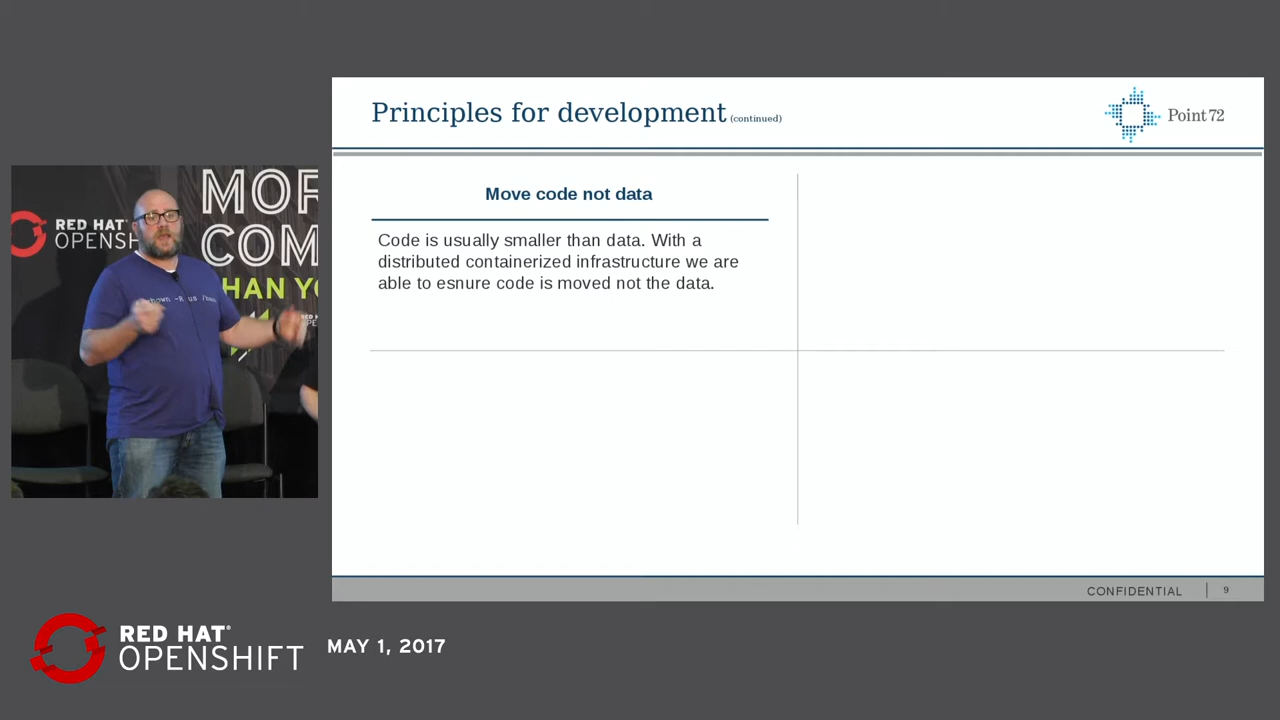 Principles for development (continued)
Point72
Move code not data
Code is usually smaller than data. With a
distributed containerized infrastructure we are
able to esnure code is moved not the data.
CONFIDENTIAL
9
RED HAT
OPENSH
MOR
COM
HAN Y
RED HAT®
OPENSHIFT
MAY 1, 2017